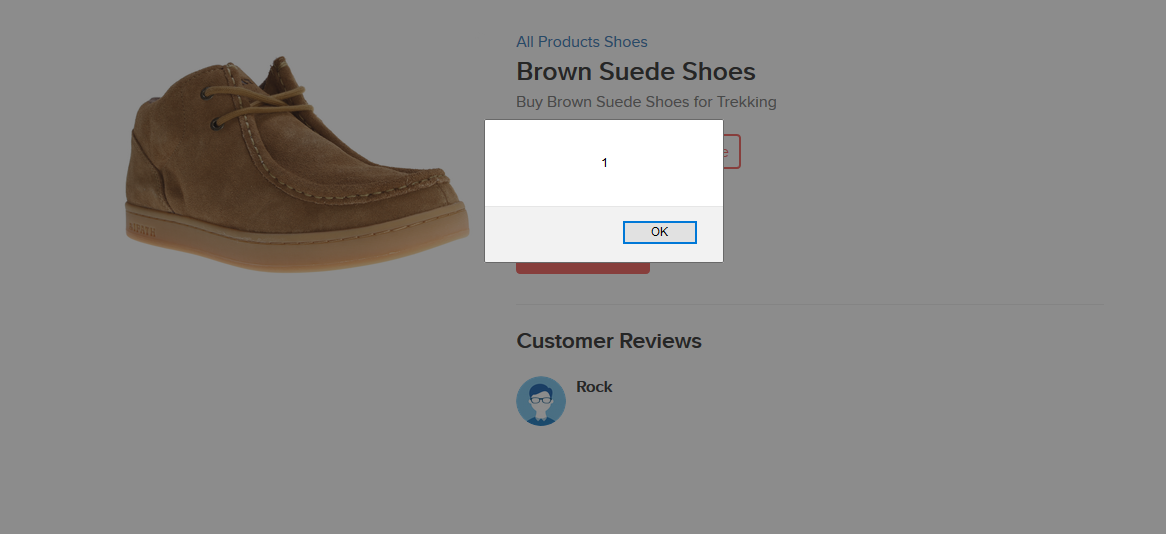 All Products Shoes
Brown Suede Shoes
Buy Brown Suede Shoes for Trekking
1
OK
Customer Reviews
Rock